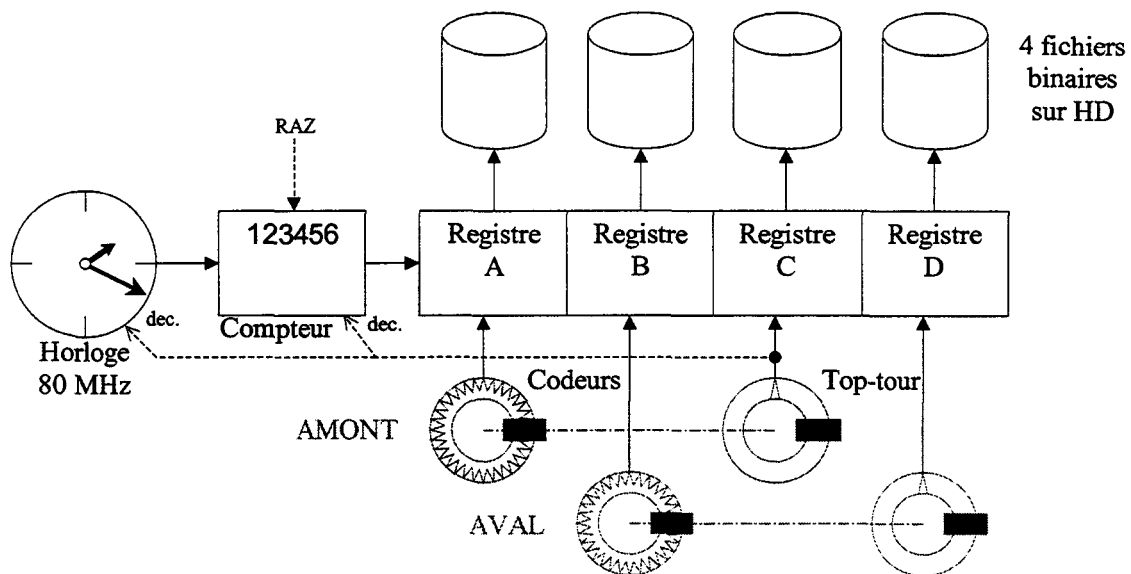 4 fichiers
binaires
sur HD
RAZ
123456
Registre
A
Registre
B
Registre
C
Registre
D
dec.
Compteur
dec.
Horloge
80 MHz
Codeurs
Top-tour
AMONT
AVAL